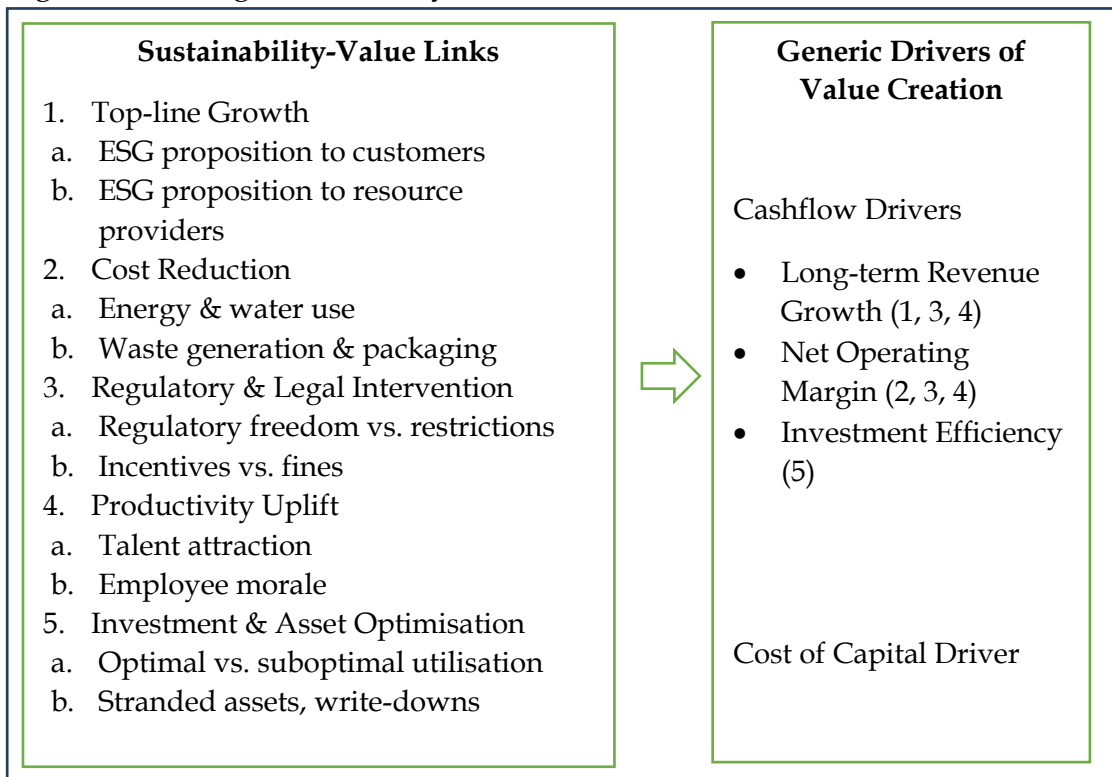 Sustainability-Value Links
1. Top-line Growth
a. ESG proposition to customers
b. ESG proposition to resource
providers
2. Cost Reduction
a. Energy & water use
b. Waste generation & packaging
3. Regulatory & Legal Intervention
a. Regulatory freedom vs. restrictions
b. Incentives vs. fines
4. Productivity Uplift
a. Talent attraction
b. Employee morale
5. Investment & Asset Optimisation
a. Optimal vs. suboptimal utilisation
b. Stranded assets, write-downs
Generic Drivers of
Value Creation
Cashflow Drivers
• Long-term Revenue
Growth (1, 3, 4)
• Net Operating
Margin (2, 3, 4)
• Investment Efficiency
(5)
Cost of Capital Driver